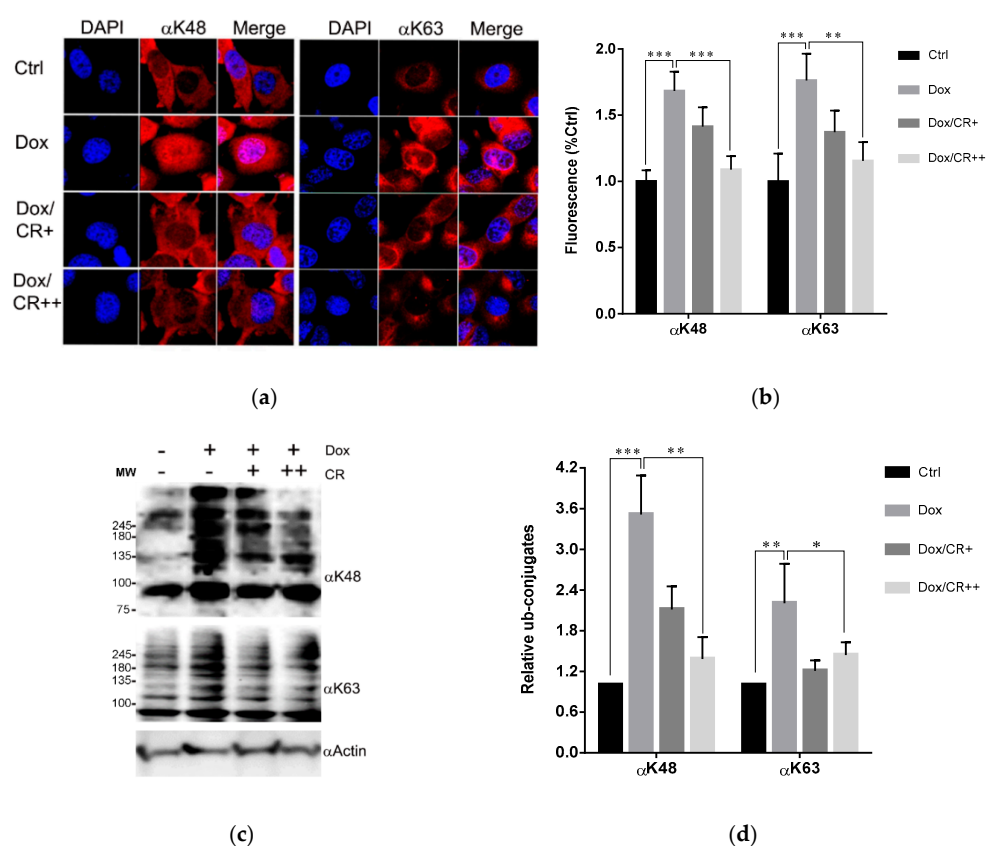 DAPI αK48 Merge DAPI αK63 Merge
Ctrl
Dox
Dox/
CR+
Dox/
CR++
(a)
Fluorescence (%Ctrl)
2.0
1.5
1.0
1.5
0.0
*** *** *** **
αK48 αK63
Ctrl
Dox
Dox/CR+
Dox/CR++
(b)
- + + + Dox
MW - - + ++ CR
245
180
135
100
75
αK48
245
180
135
100
αK63
αActin
(c)
Relative ub-conjugates
4.2
3.6
3.0
2.4
1.8
1.2
0.6
0.0
*** ** ** *
αK48 αK63
Ctrl
Dox
Dox/CR+
Dox/CR++
(d)